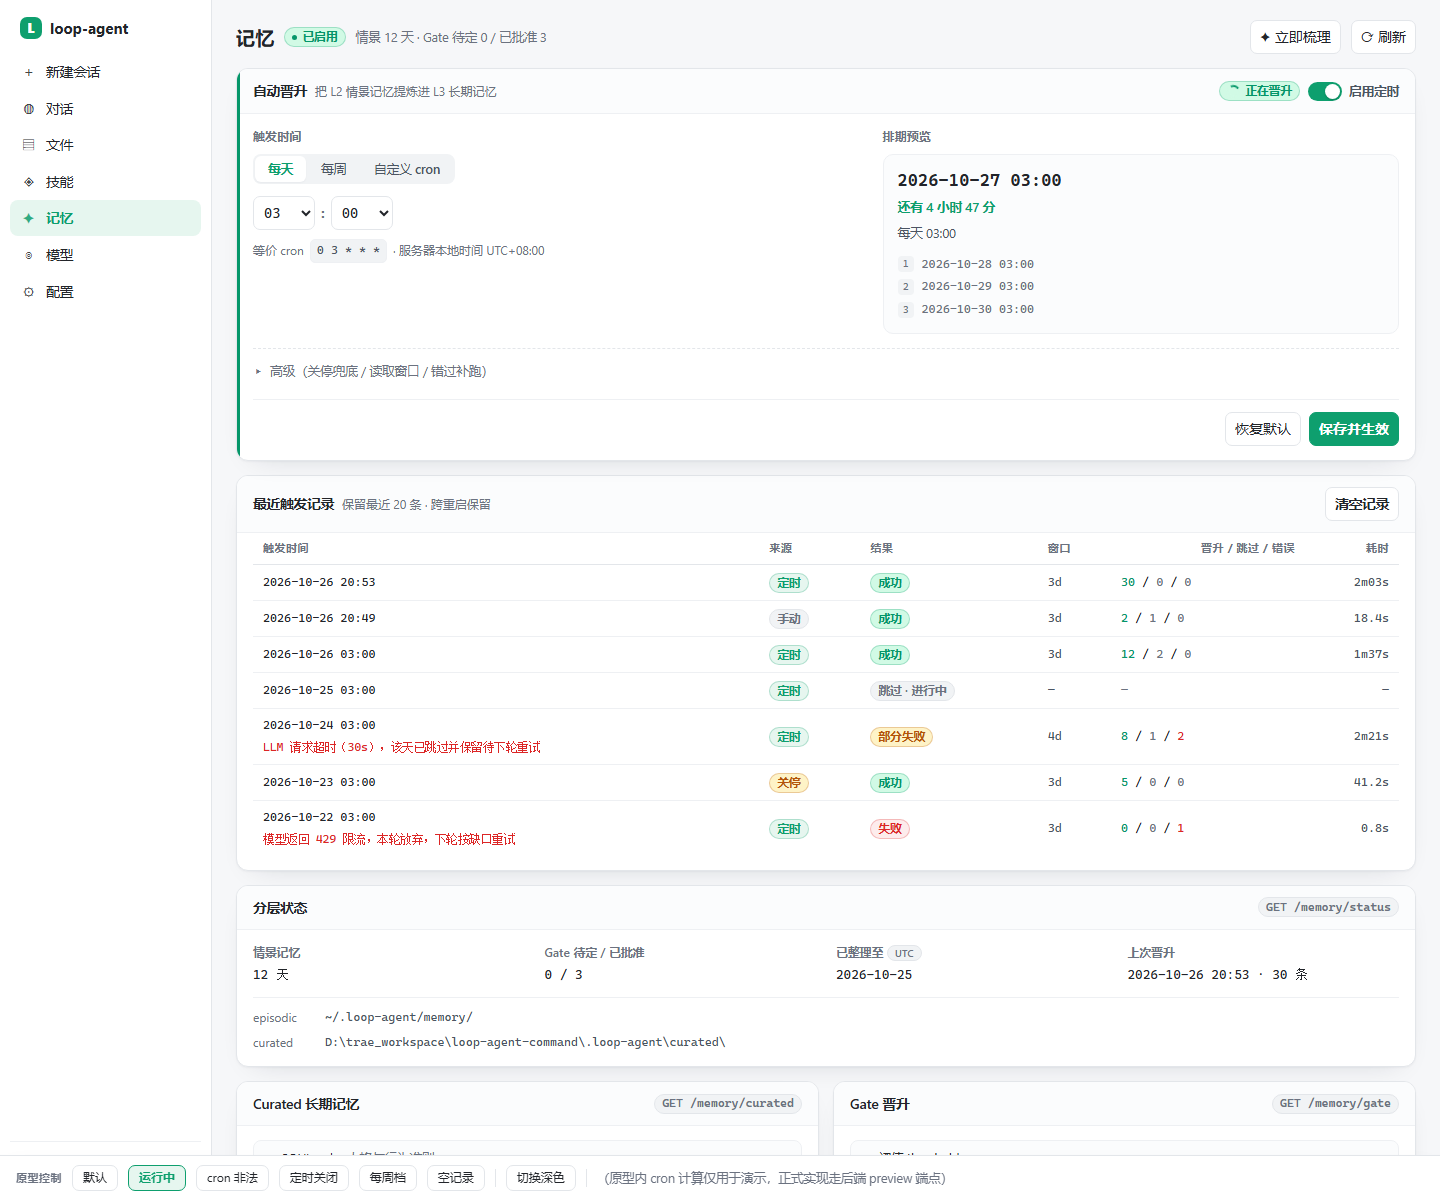 L loop-agent
新建会话
对话
文件
技能
记忆
模型
配置
记忆 已启用 情景 12 天 · Gate 待定 0 / 已批准 3 立即梳理 刷新
自动晋升 把 L2 情景记忆提炼进 L3 长期记忆 正在晋升 启用定时
触发时间
每天 每周 自定义 cron
03 : 00
等价 cron 0 3 * * * · 服务器本地时间 UTC+08:00
排期预览
2026-10-27 03:00
还有 4 小时 47 分
每天 03:00
1 2026-10-28 03:00
2 2026-10-29 03:00
3 2026-10-30 03:00
高级（关停兜底 / 读取窗口 / 错过补跑）
恢复默认 保存并生效
最近触发记录 保留最近 20 条 · 跨重启保留 清空记录
触发时间 来源 结果 窗口 晋升 / 跳过 / 错误 耗时
2026-10-26 20:53 定时 成功 3d 30 / 0 / 0 2m03s
2026-10-26 20:49 手动 成功 3d 2 / 1 / 0 18.4s
2026-10-26 03:00 定时 成功 3d 12 / 2 / 0 1m37s
2026-10-25 03:00 定时 跳过 · 进行中 — — —
2026-10-24 03:00 定时 部分失败 4d 8 / 1 / 2 2m21s
LLM 请求超时（30s），该天已跳过并保留待下轮重试
2026-10-23 03:00 关停 成功 3d 5 / 0 / 0 41.2s
2026-10-22 03:00 定时 失败 3d 0 / 0 / 1 0.8s
模型返回 429 限流，本轮放弃，下轮按缺口重试
分层状态 GET /memory/status
情景记忆 Gate 待定 / 已批准 已整理至 UTC 上次晋升
12 天 0 / 3 2026-10-25 2026-10-26 20:53 · 30 条
episodic ~/.loop-agent/memory/
curated D:\trae_workspace\loop-agent-command\.loop-agent\curated\
Curated 长期记忆 GET /memory/curated
Gate 晋升 GET /memory/gate
原型控制 默认 运行中 cron 非法 定时关闭 每周档 空记录 切换深色 (原型内 cron 计算仅用于演示，正式实现走后端 preview 端点)